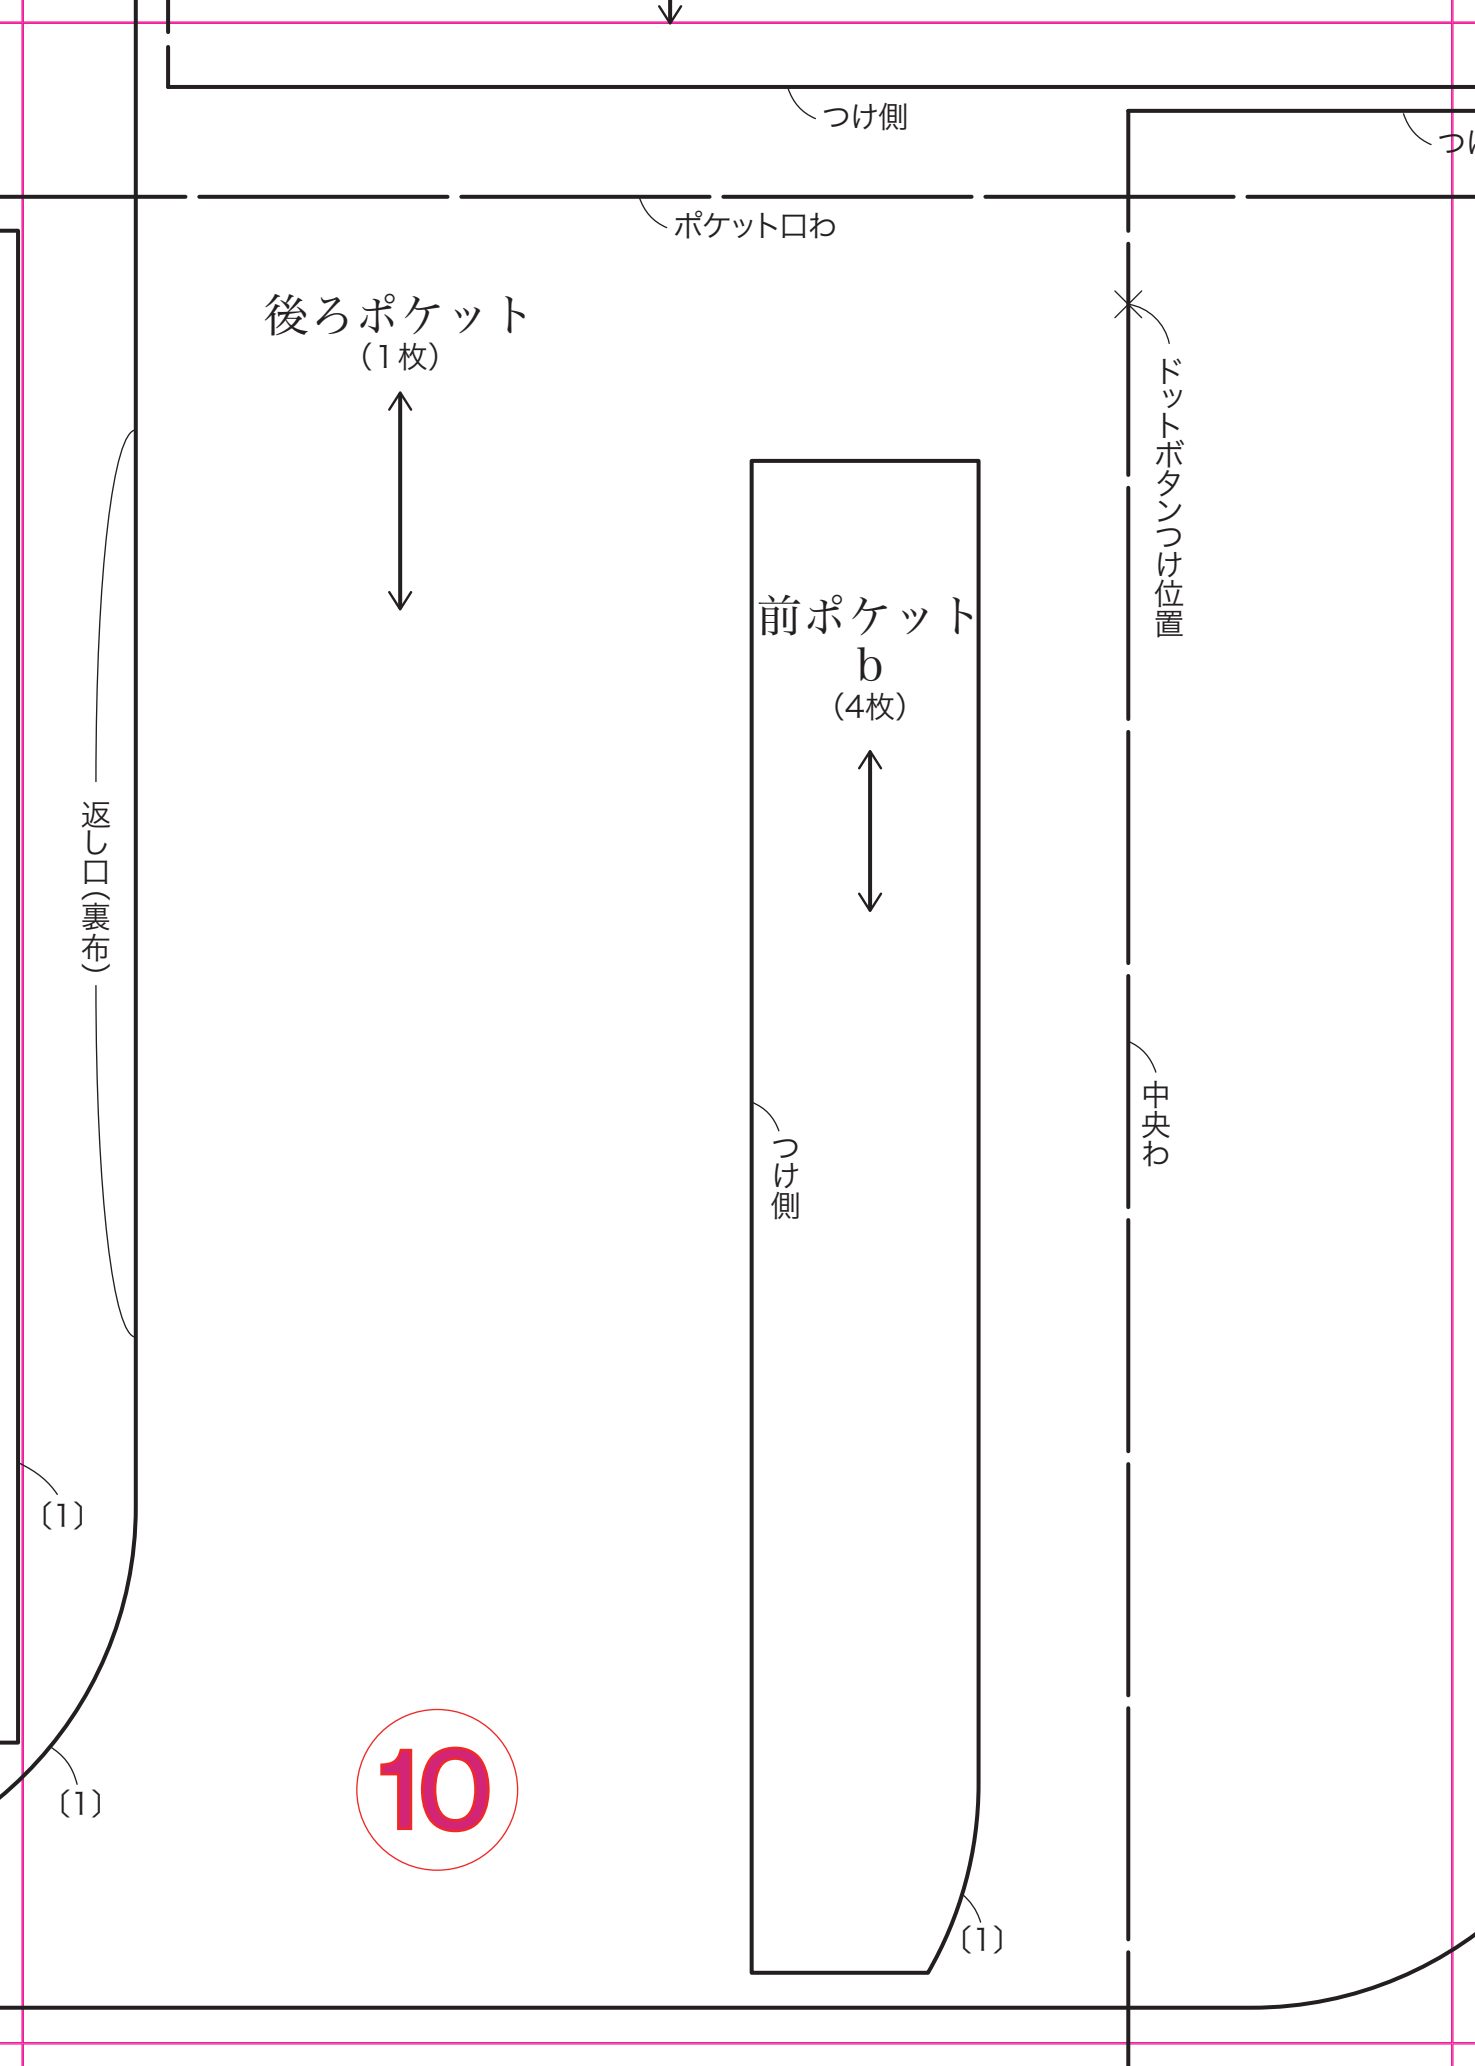 つけ側
つけ
ポケット口わ
後ろポケット
（1枚）
ドットボタンつけ位置
前ポケット
b
（4枚）
返し口（裏布）
中央わ
つけ側
〔1〕
〔1〕
10
〔1〕